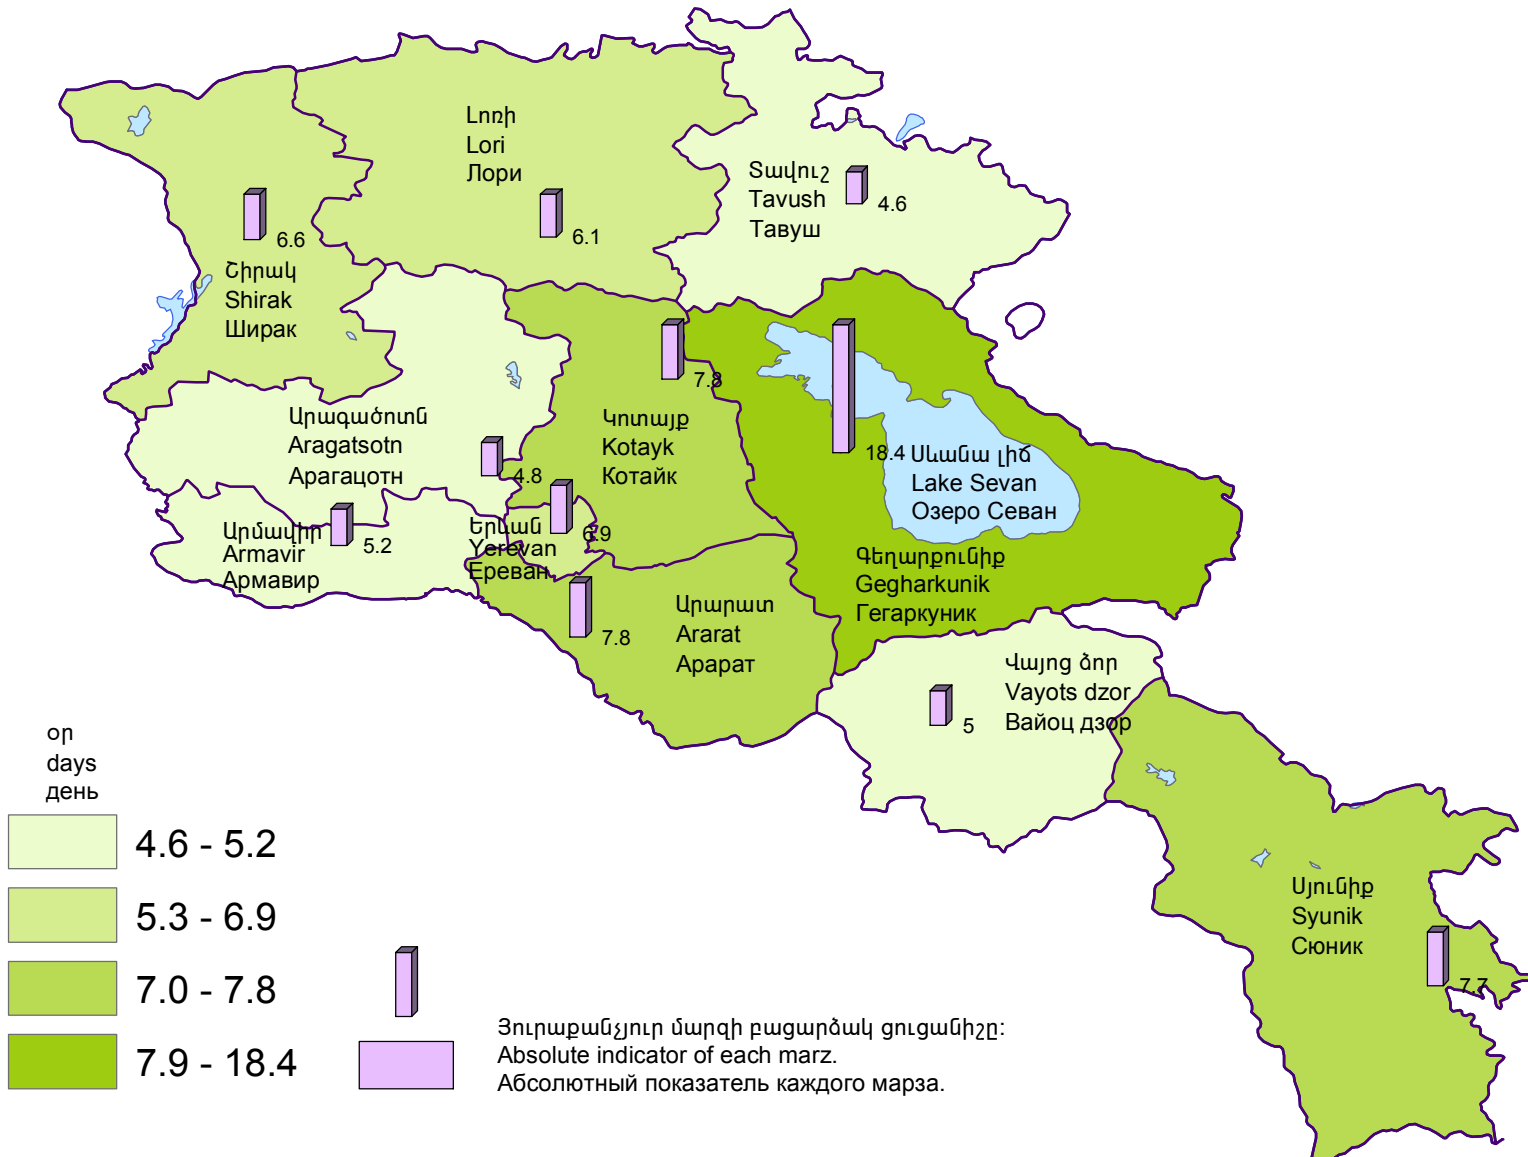 Լոռի
Lori
Лори
6.1
Տավուշ
Tavush
Тавуш
4.6
6.6
Շիրակ
Shirak
Ширак
7.8
Կոտայք
Kotayk
Котайк
18.4
Սևանա լիճ
Lake Sevan
Озеро Севан
Արագածոտն
Aragatsotn
Арагацотн
4.8
Արմավիր
Armavir
Армавир
5.2
Երևան
Yerevan
Ереван
6.9
Գեղարքունիք
Gegharkunik
Гегаркуник
7.8
Արարատ
Ararat
Арарат
Վայոց ձոր
Vayots dzor
Вайоц дзор
5
Սյունիք
Syunik
Сюник
7.7
օր
days
день
4.6 - 5.2
5.3 - 6.9
7.0 - 7.8
7.9 - 18.4
Յուրաքանչյուր մարզի բացարձակ ցուցանիշը:
Absolute indicator of each marz.
Абсолютный показатель каждого марза.